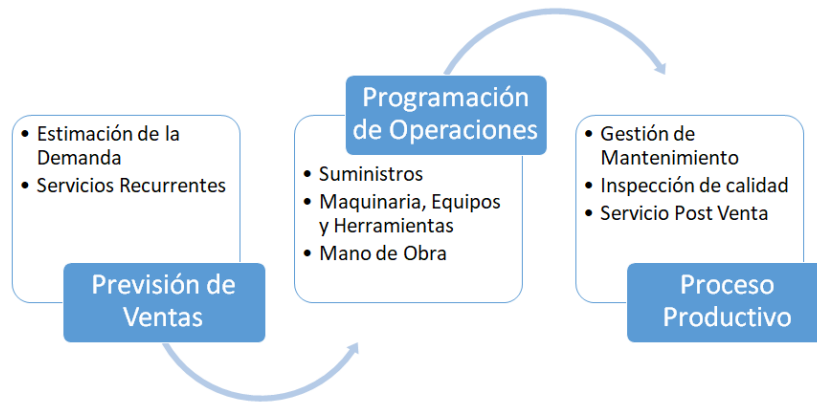 • Estimación de la
Demanda
• Servicios Recurrentes
Previsión de
Ventas
Programación
de Operaciones
• Suministros
• Maquinaria, Equipos
y Herramientas
• Mano de Obra
• Gestión de
Mantenimiento
• Inspección de calidad
• Servicio Post Venta
Proceso
Productivo